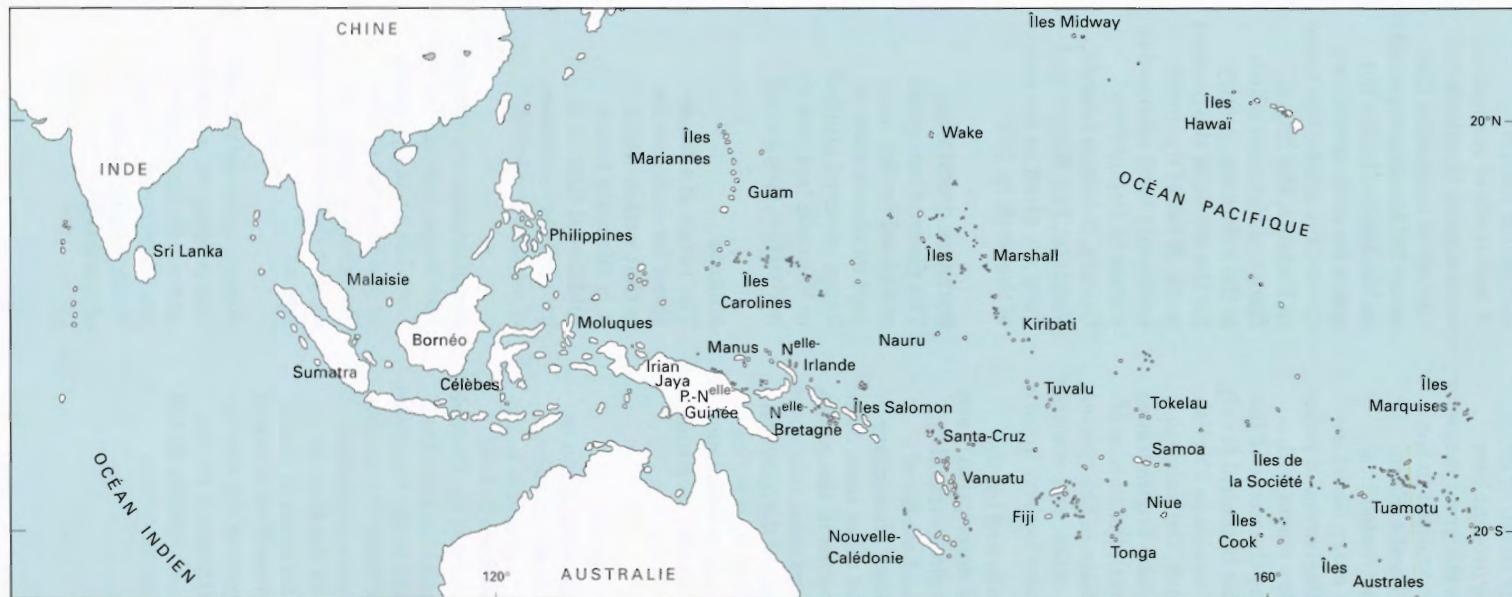 CHINE
Îles Midway
Îles
Hawaï
20°N
Îles
Mariannes
Wake
INDE
Guam
OCÉAN PACIFIQUE
Philippines
Sri Lanka
Malaisie
Îles
Marshall
Îles
Carolines
Moluques
Kiribati
Bornéo
Nauru
Manus
Nelle-
Irlande
Sumatra
Célèbes
Irian
Jaya
P.-Nelle-
Guinée
Nelle-
Bretagne
Îles Salomon
Tuvalu
Tokelau
Îles
Marquises
Santa-Cruz
Samoa
Vanuatu
Îles de
la Société
OCÉAN INDIEN
Fiji
Niue
Tuamotu
Îles
Cook
20°S
Nouvelle-
Calédonie
Tonga
Îles
Australes
120°
AUSTRALIE
160°